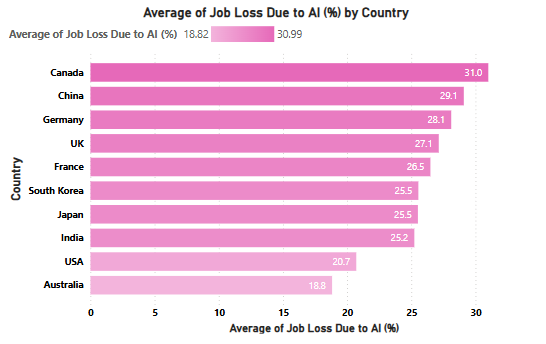 Average of Job Loss Due to AI (%) by Country
Average of Job Loss Due to AI (%) 18.82 30.99
Canada 31.0
China 29.1
Germany 28.1
UK 27.1
France 26.5
South Korea 25.5
Japan 25.5
India 25.2
USA 20.7
Australia 18.8
Country
0 5 10 15 20 25 30
Average of Job Loss Due to AI (%)